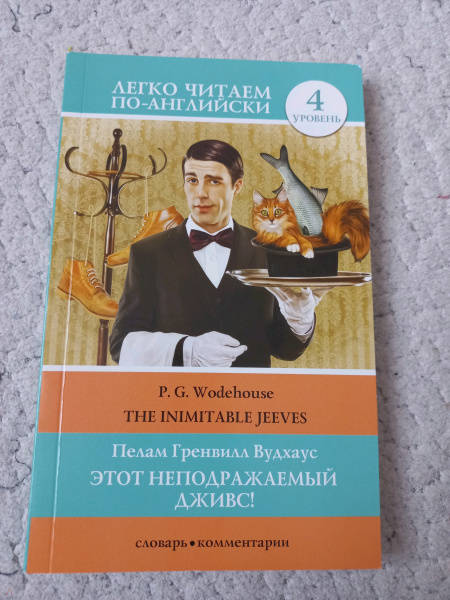 ЛЕГКО ЧИТАЕМ
ПО-АНГЛИЙСКИ
4
УРОВЕНЬ
P. G. Wodehouse
THE INIMITABLE JEEVES
Пелам Гренвилл Вудхаус
ЭТОТ НЕПОДРАЖАЕМЫЙ
ДЖИВС!
словарь • комментарии